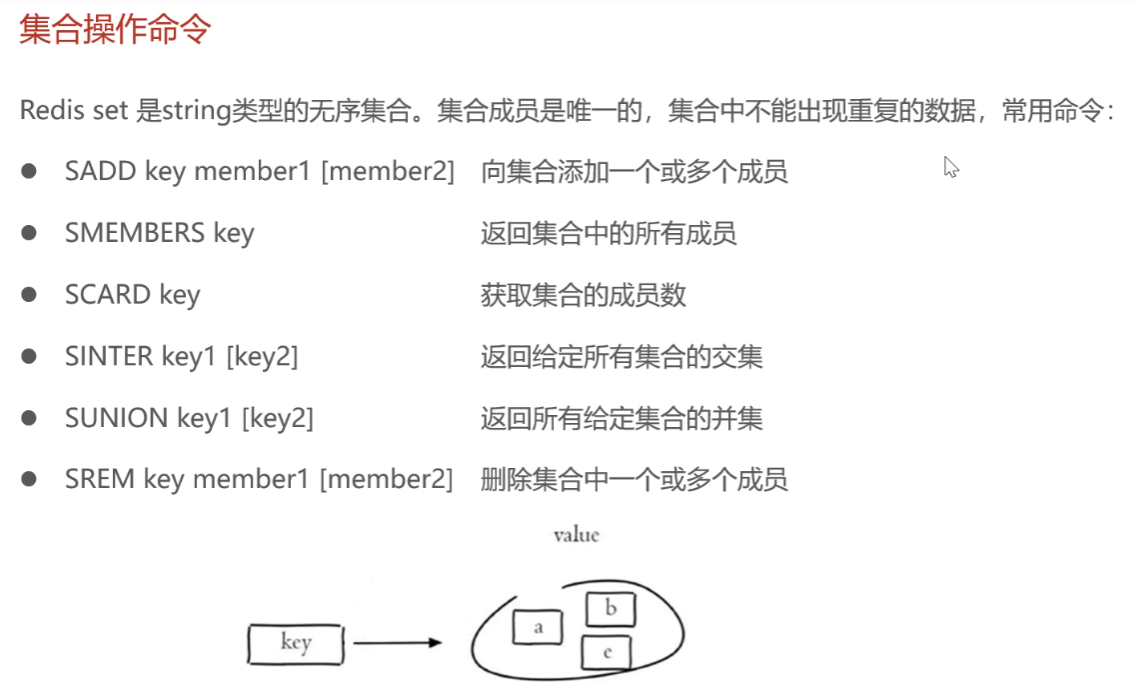 集合操作命令
Redis set 是string类型的无序集合。集合成员是唯一的，集合中不能出现重复的数据，常用命令：
● SADD key member1 [member2] 向集合添加一个或多个成员
● SMEMBERS key 返回集合中的所有成员
● SCARD key 获取集合的成员数
● SINTER key1 [key2] 返回给定所有集合的交集
● SUNION key1 [key2] 返回所有给定集合的并集
● SREM key member1 [member2] 删除集合中一个或多个成员
value
b
a
key
e